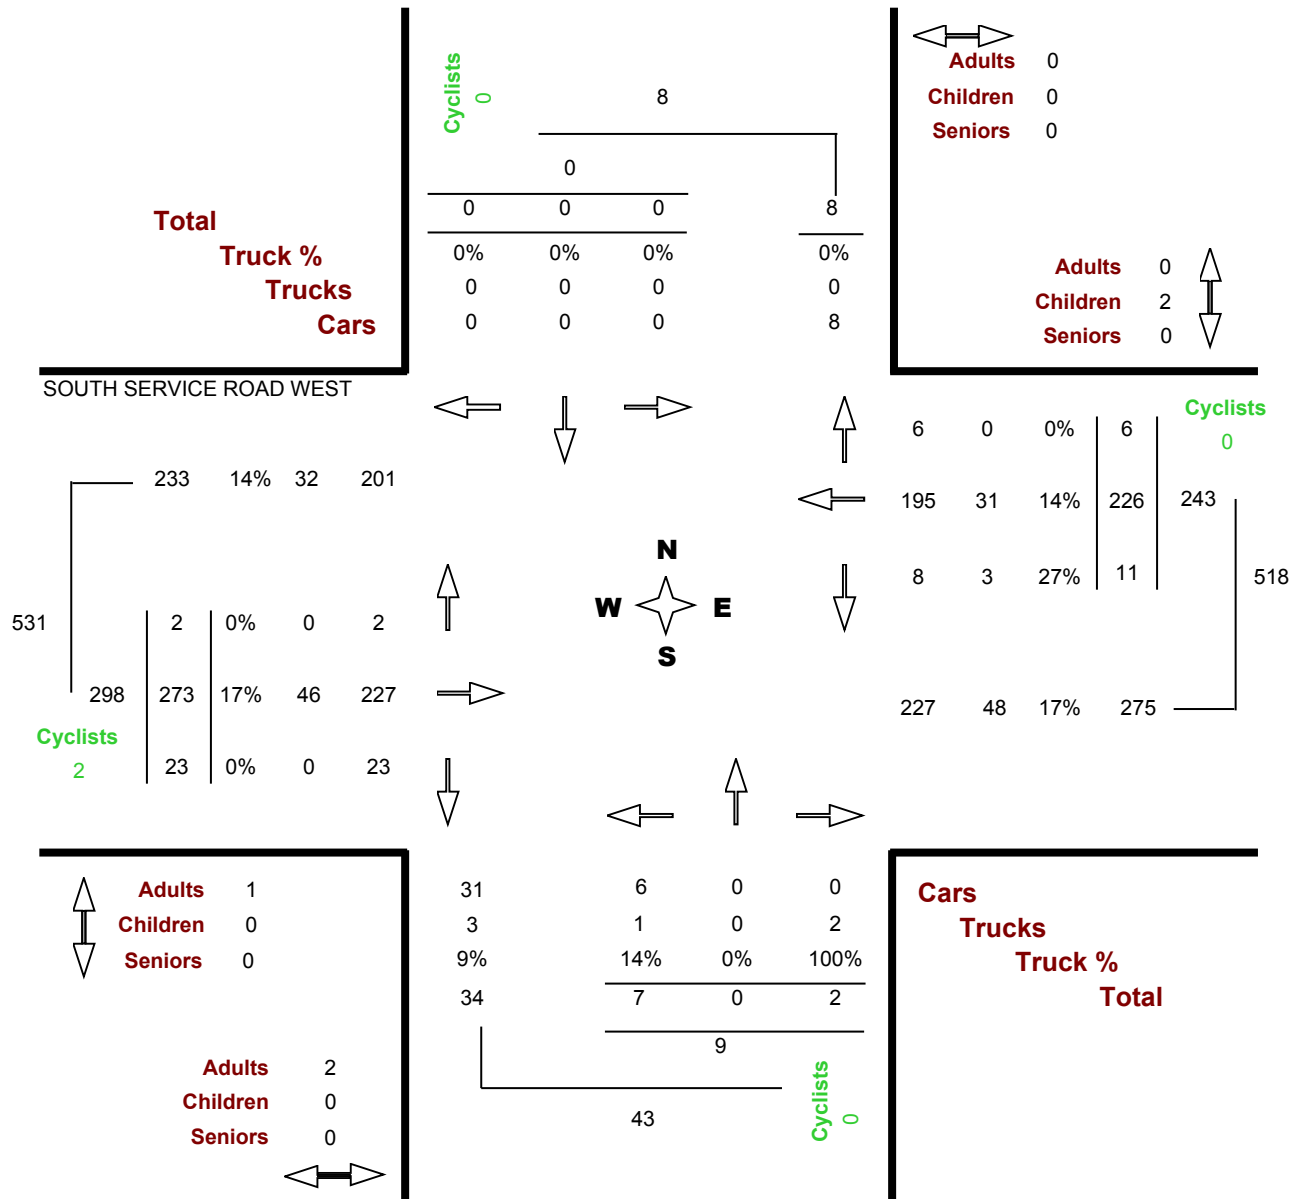 Cyclists
0
8
0
0 0 0 8
0% 0% 0% 0%
0 0 0 0
0 0 0 8
Total
Truck %
Trucks
Cars
Adults 0
Children 0
Seniors 0
Adults 0
Children 2
Seniors 0
SOUTH SERVICE ROAD WEST
233 14% 32 201
531
2 0% 0 2
298 273 17% 46 227
23 0% 0 23
Cyclists
2
N
W E
S
6 0 0% 6
195 31 14% 226 243
8 3 27% 11
518
227 48 17% 275
Cyclists
0
Adults 1
Children 0
Seniors 0
Adults 2
Children 0
Seniors 0
31 6 0 0
3 1 0 2
9% 14% 0% 100%
34 7 0 2
9
43
Cyclists
0
Cars
Trucks
Truck %
Total